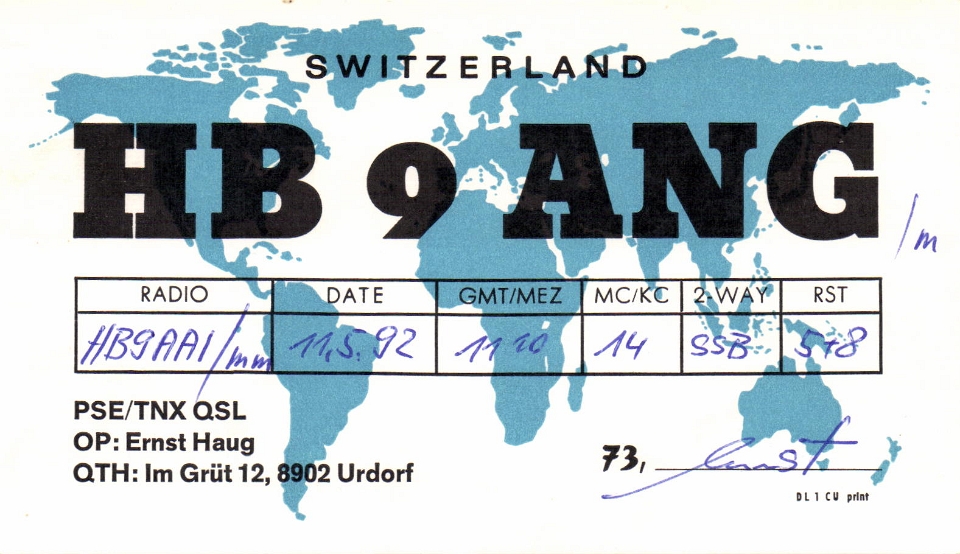 SWITZERLAND
HB 9 ANG /m
RADIO DATE GMT/MEZ MC/KC 2-WAY RST
HB9AAI/mm 11.5.92 11 10 14 SSB 5+8
PSE/TNX QSL
OP: Ernst Haug
QTH: Im Grüt 12, 8902 Urdorf
73, Ernst
DL 1 CU print